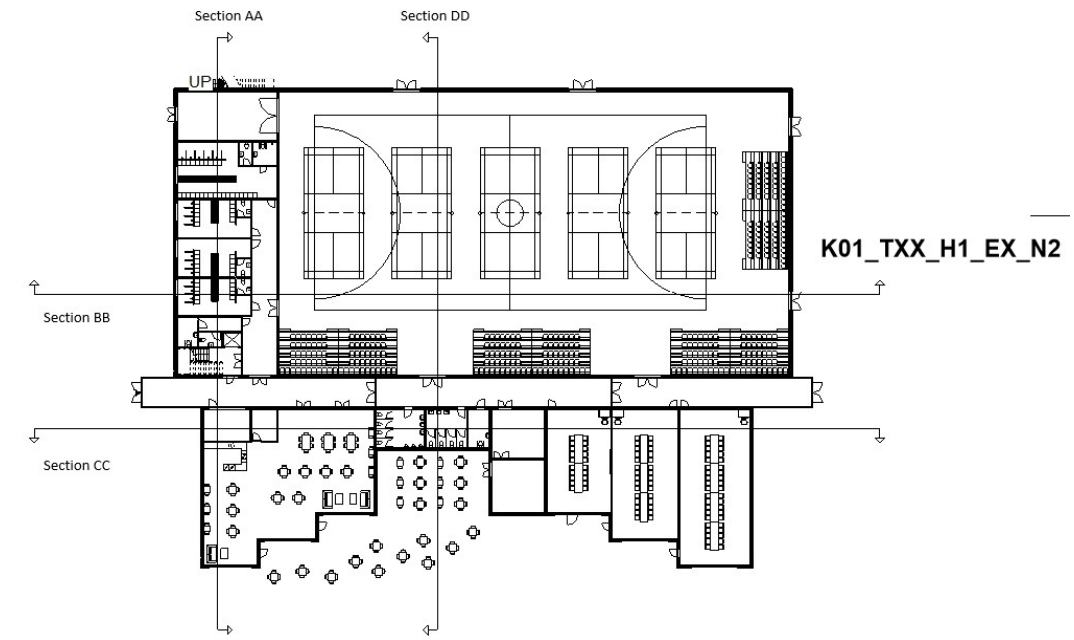 Section AA
Section DD
UP
K01_TXX_H1_EX_N2
Section BB
Section CC